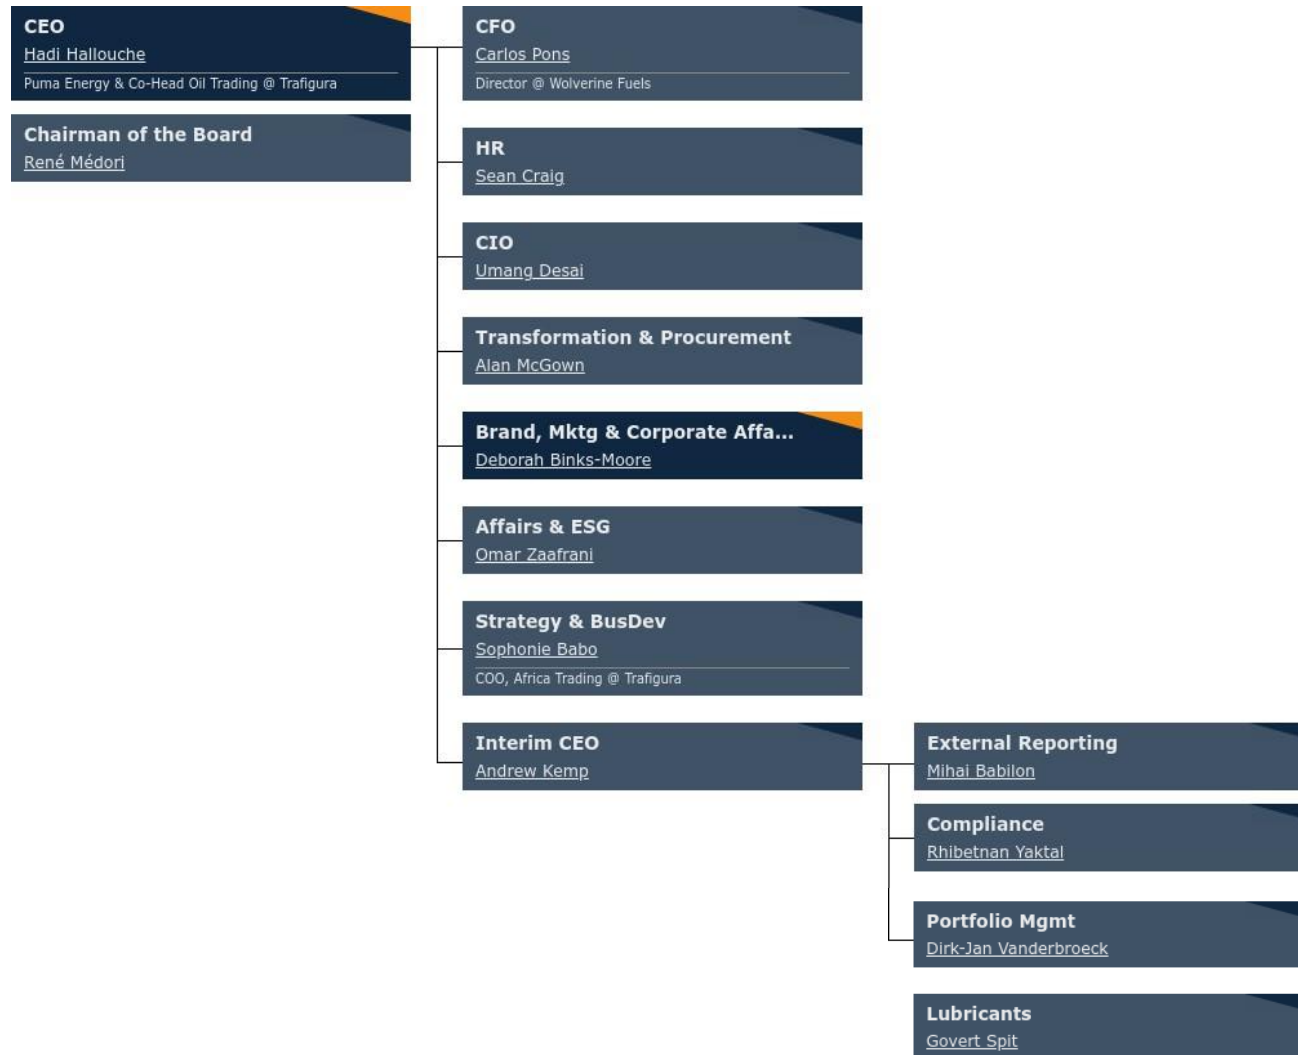 CEO
Hadi Hallouche
Puma Energy & Co-Head Oil Trading @ Trafigura
Chairman of the Board
René Médori
CFO
Carlos Pons
Director @ Wolverine Fuels
HR
Sean Craig
CIO
Umang Desai
Transformation & Procurement
Alan McGown
Brand, Mktg & Corporate Affa...
Deborah Binks-Moore
Affairs & ESG
Omar Zaafrani
Strategy & BusDev
Sophonie Babo
COO, Africa Trading @ Trafigura
Interim CEO
Andrew Kemp
External Reporting
Mihai Babilon
Compliance
Rhibetnan Yaktal
Portfolio Mgmt
Dirk-Jan Vanderbroeck
Lubricants
Govert Spit